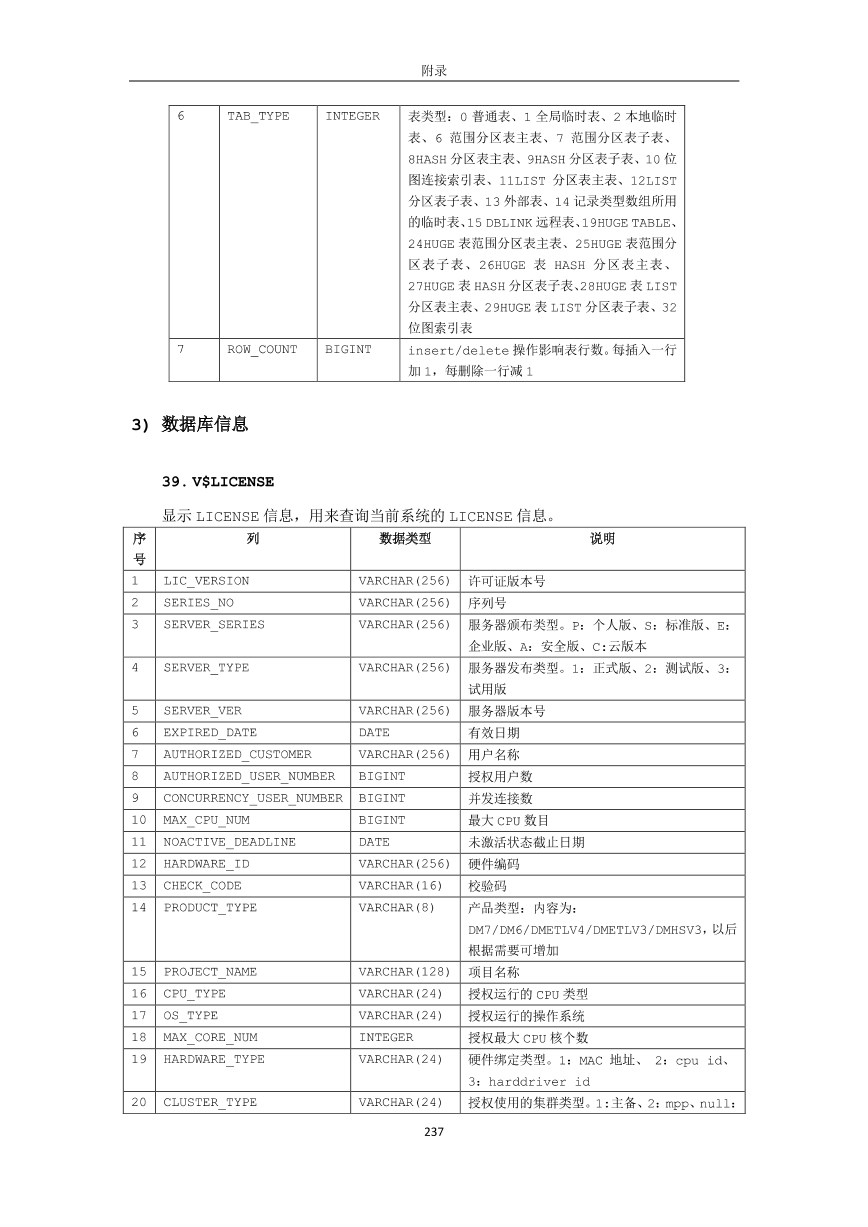 附录
6 TAB_TYPE INTEGER 表类型：0 普通表、1 全局临时表、2 本地临时
表、6 范围分区表主表、7 范围分区表子表、
8HASH 分区表主表、9HASH 分区表子表、10 位
图连接索引表、11LIST 分区表主表、12LIST
分区表子表、13 外部表、14 记录类型数组所用
的临时表、15 DBLINK 远程表、19HUGE TABLE、
24HUGE 表范围分区表主表、25HUGE 表范围分
区表子表、26HUGE 表 HASH 分区表主表、
27HUGE 表 HASH 分区表子表、28HUGE 表 LIST
分区表主表、29HUGE 表 LIST 分区表子表、32
位图索引表
7 ROW_COUNT BIGINT insert/delete 操作影响表行数。每插入一行
加 1，每删除一行减 1
3) 数据库信息
39. V$LICENSE
显示 LICENSE 信息，用来查询当前系统的 LICENSE 信息。
序 列 数据类型 说明
号
1 LIC_VERSION VARCHAR(256) 许可证版本号
2 SERIES_NO VARCHAR(256) 序列号
3 SERVER_SERIES VARCHAR(256) 服务器颁布类型。P：个人版、S：标准版、E：
企业版、A：安全版、C:云版本
4 SERVER_TYPE VARCHAR(256) 服务器发布类型。1：正式版、2：测试版、3：
试用版
5 SERVER_VER VARCHAR(256) 服务器版本号
6 EXPIRED_DATE DATE 有效日期
7 AUTHORIZED_CUSTOMER VARCHAR(256) 用户名称
8 AUTHORIZED_USER_NUMBER BIGINT 授权用户数
9 CONCURRENCY_USER_NUMBER BIGINT 并发连接数
10 MAX_CPU_NUM BIGINT 最大 CPU 数目
11 NOACTIVE_DEADLINE DATE 未激活状态截止日期
12 HARDWARE_ID VARCHAR(256) 硬件编码
13 CHECK_CODE VARCHAR(16) 校验码
14 PRODUCT_TYPE VARCHAR(8) 产品类型：内容为：
DM7/DM6/DMETLV4/DMETLV3/DMHSV3，以后
根据需要可增加
15 PROJECT_NAME VARCHAR(128) 项目名称
16 CPU_TYPE VARCHAR(24) 授权运行的 CPU 类型
17 OS_TYPE VARCHAR(24) 授权运行的操作系统
18 MAX_CORE_NUM INTEGER 授权最大 CPU 核个数
19 HARDWARE_TYPE VARCHAR(24) 硬件绑定类型。1：MAC 地址、 2：cpu id、
3：harddriver id
20 CLUSTER_TYPE VARCHAR(24) 授权使用的集群类型。1:主备、2：mpp、null：
237